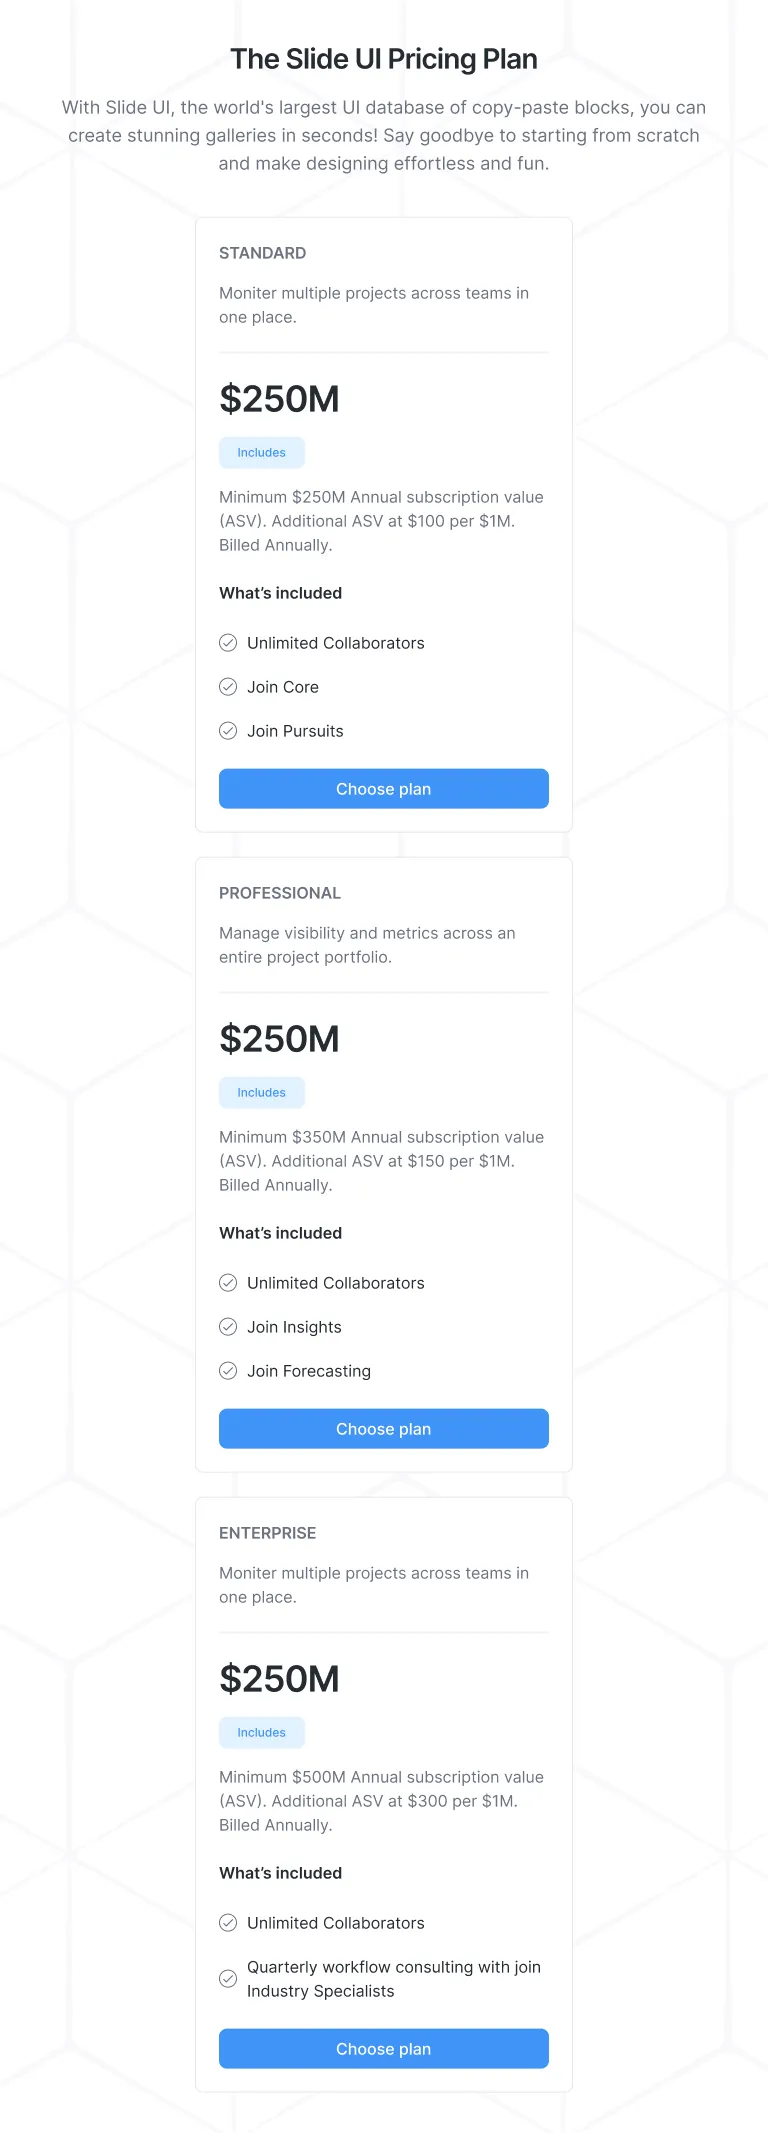 The Slide UI Pricing Plan
With Slide UI, the world's largest UI database of copy-paste blocks, you can
create stunning galleries in seconds! Say goodbye to starting from scratch
and make designing effortless and fun.
STANDARD
Moniter multiple projects across teams in
one place.
$250M
Includes
Minimum $250M Annual subscription value
(ASV). Additional ASV at $100 per $1M.
Billed Annually.
What’s included
Unlimited Collaborators
Join Core
Join Pursuits
Choose plan
PROFESSIONAL
Manage visibility and metrics across an
entire project portfolio.
$250M
Includes
Minimum $350M Annual subscription value
(ASV). Additional ASV at $150 per $1M.
Billed Annually.
What’s included
Unlimited Collaborators
Join Insights
Join Forecasting
Choose plan
ENTERPRISE
Moniter multiple projects across teams in
one place.
$250M
Includes
Minimum $500M Annual subscription value
(ASV). Additional ASV at $300 per $1M.
Billed Annually.
What’s included
Unlimited Collaborators
Quarterly workflow consulting with join
Industry Specialists
Choose plan